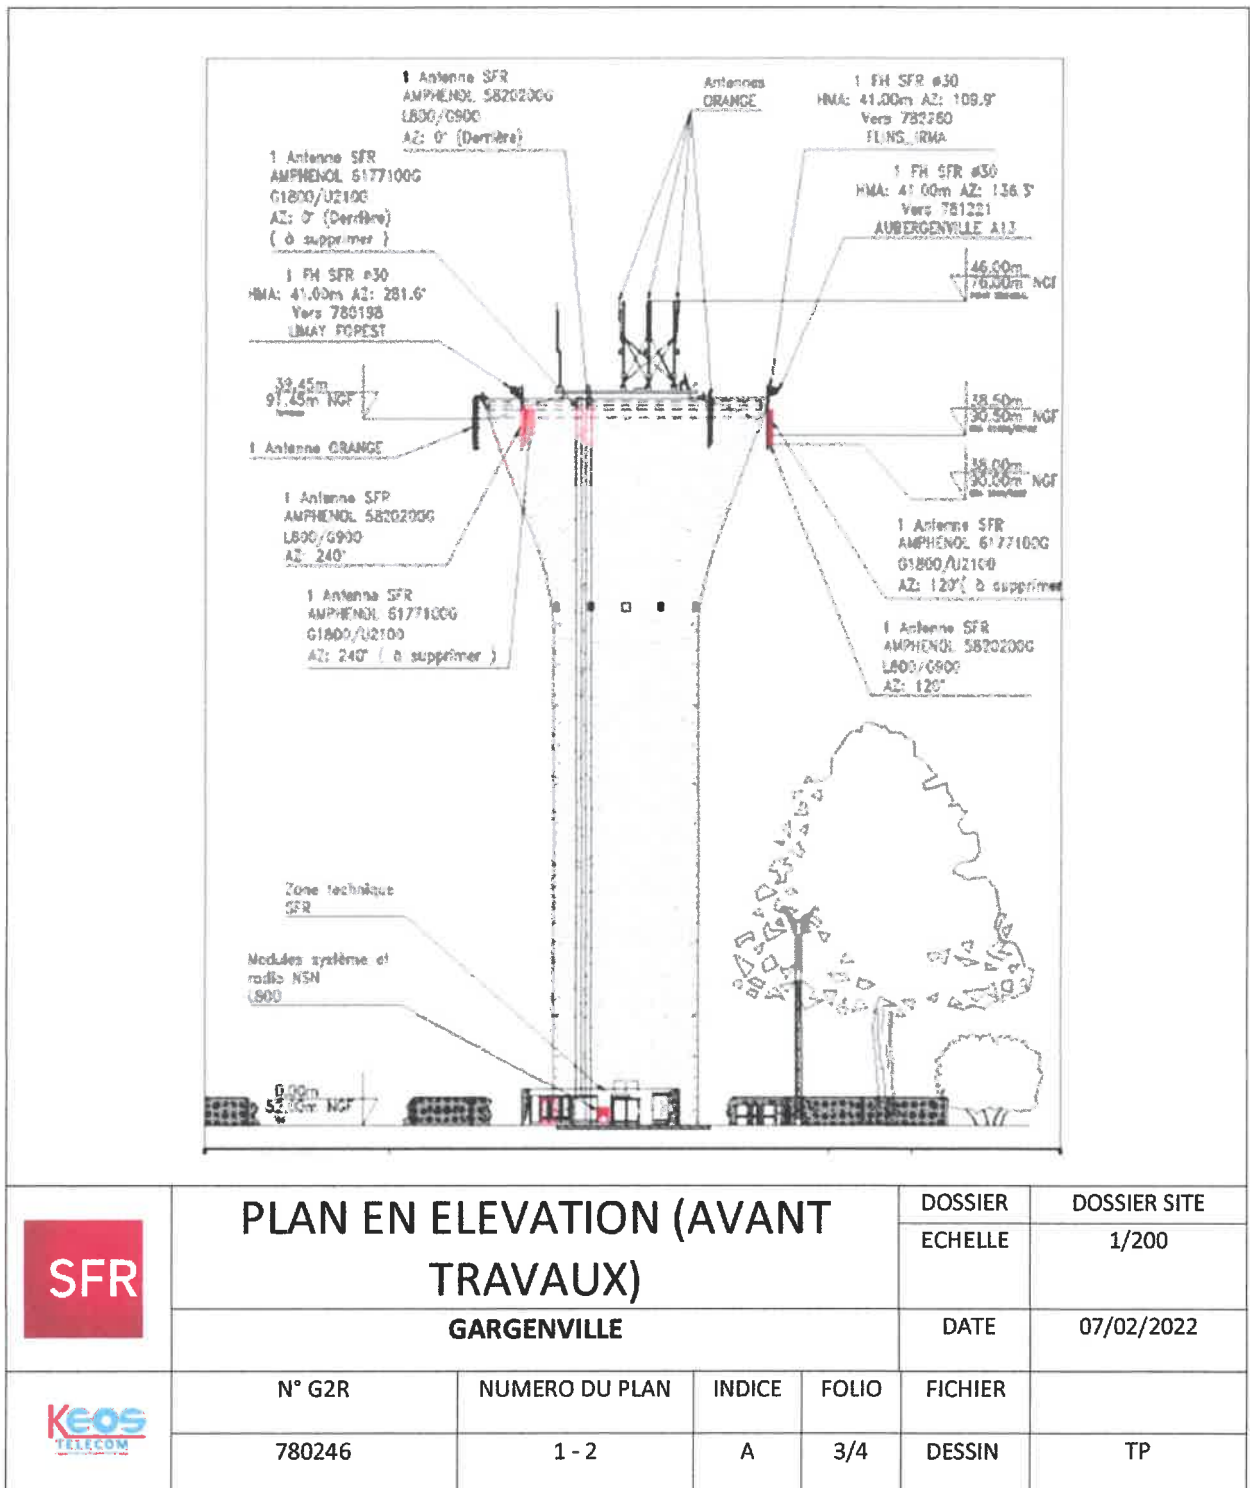 1 Antenne SFR
AMPHENOL 5820200G
L800/G900
AZ: 0° (Derrière)
Antennes
ORANGE
1 FH SFR ø30
HMA: 41.00m AZ: 109.9°
Vers 782260
FLINS_IRMA
1 Antenne SFR
AMPHENOL 6177100G
G1800/U2100
AZ: 0° (Derrière)
( à supprimer )
1 FH SFR ø30
HMA: 41.00m AZ: 136.3°
Vers 781221
AUBERGENVILLE A13
1 FH SFR ø30
HMA: 41.00m AZ: 281.6°
Vers 780198
LIMAY FOREST
46.00m
76.00m NGF
39.45m
91.45m NGF
38.50m
90.50m NGF
1 Antenne ORANGE
38.00m
90.00m NGF
1 Antenne SFR
AMPHENOL 5820200G
L800/G900
AZ: 240°
1 Antenne SFR
AMPHENOL 6177100G
G1800/U2100
AZ: 120°( à supprimer
1 Antenne SFR
AMPHENOL 6177100G
G1800/U2100
AZ: 240° ( à supprimer )
1 Antenne SFR
AMPHENOL 5820200G
L800/G900
AZ: 120°
Zone technique
SFR
Modules système et
radio NSN
L800
0.00m
NGF
SFR
PLAN EN ELEVATION (AVANT
TRAVAUX)
GARGENVILLE
DOSSIER
DOSSIER SITE
ECHELLE
1/200
DATE
07/02/2022
KEOS
TELECOM
N° G2R
NUMERO DU PLAN
INDICE
FOLIO
FICHIER
780246
1 - 2
A
3/4
DESSIN
TP